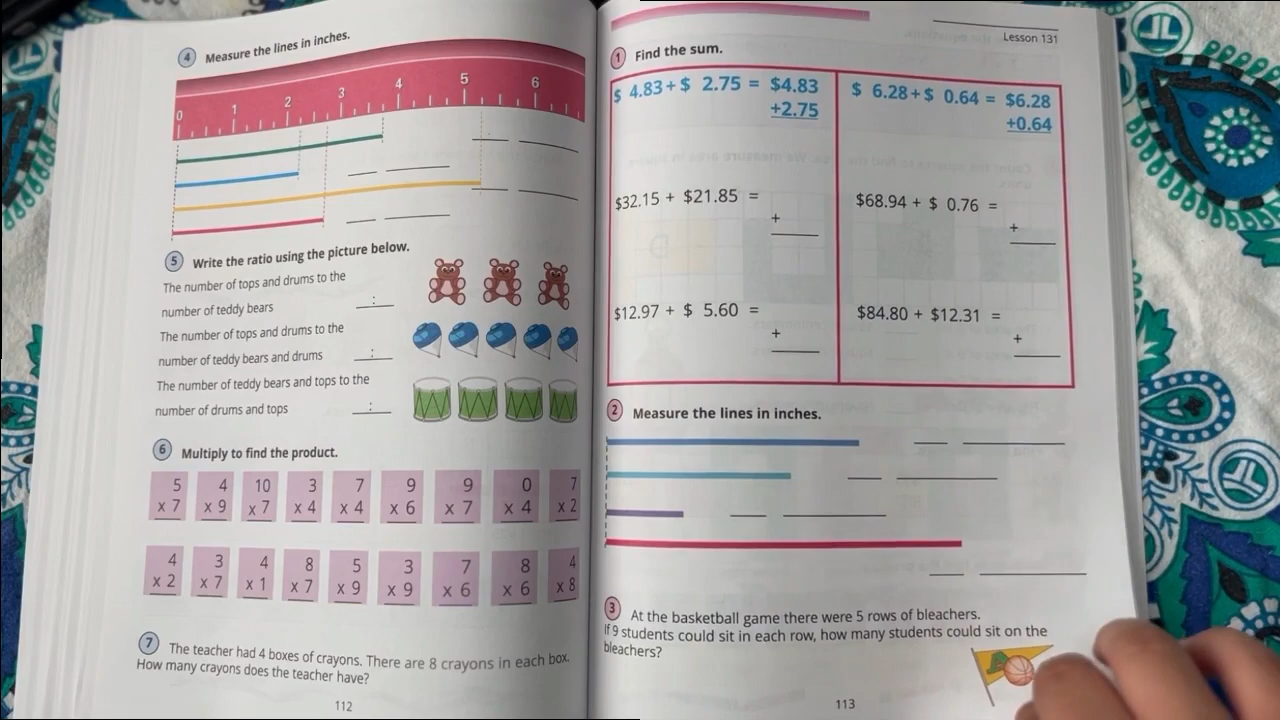 4 Measure the lines in inches.
0 1 2 3 4 5 6
5 Write the ratio using the picture below.
The number of tops and drums to the
number of teddy bears __:__
The number of tops and drums to the
number of teddy bears and drums __:__
The number of teddy bears and tops to the
number of drums and tops __:__
6 Multiply to find the product.
5 4 10 3 7 9 9 0 7
x 7 x 9 x 7 x 4 x 4 x 6 x 7 x 4 x 2
4 3 4 8 5 3 7 8 4
x 2 x 7 x 1 x 7 x 9 x 9 x 6 x 6 x 8
7 The teacher had 4 boxes of crayons. There are 8 crayons in each box.
How many crayons does the teacher have?
112
Lesson 131
1 Find the sum.
$ 4.83 + $ 2.75 = $4.83
+2.75
$ 6.28 + $ 0.64 = $6.28
+0.64
$32.15 + $21.85 =
+
$68.94 + $ 0.76 =
+
$12.97 + $ 5.60 =
+
$84.80 + $12.31 =
+
2 Measure the lines in inches.
3 At the basketball game there were 5 rows of bleachers.
If 9 students could sit in each row, how many students could sit on the
bleachers?
113